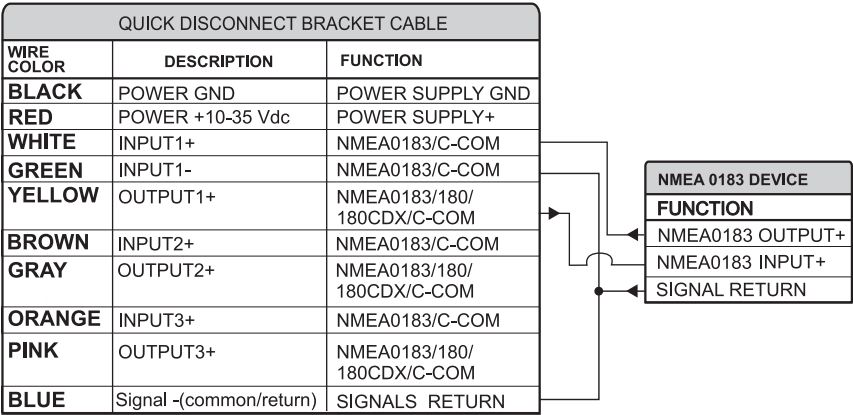 QUICK DISCONNECT BRACKET CABLE
WIRE COLOR DESCRIPTION FUNCTION
BLACK POWER GND POWER SUPPLY GND
RED POWER +10-35 Vdc POWER SUPPLY+
WHITE INPUT1+ NMEA0183/C-COM
GREEN INPUT1- NMEA0183/C-COM
YELLOW OUTPUT1+ NMEA0183/180/
180CDX/C-COM
BROWN INPUT2+ NMEA0183/C-COM
GRAY OUTPUT2+ NMEA0183/180/
180CDX/C-COM
ORANGE INPUT3+ NMEA0183/C-COM
PINK OUTPUT3+ NMEA0183/180/
180CDX/C-COM
BLUE Signal -(common/return) SIGNALS RETURN
NMEA 0183 DEVICE
FUNCTION
NMEA0183 OUTPUT+
NMEA0183 INPUT+
SIGNAL RETURN